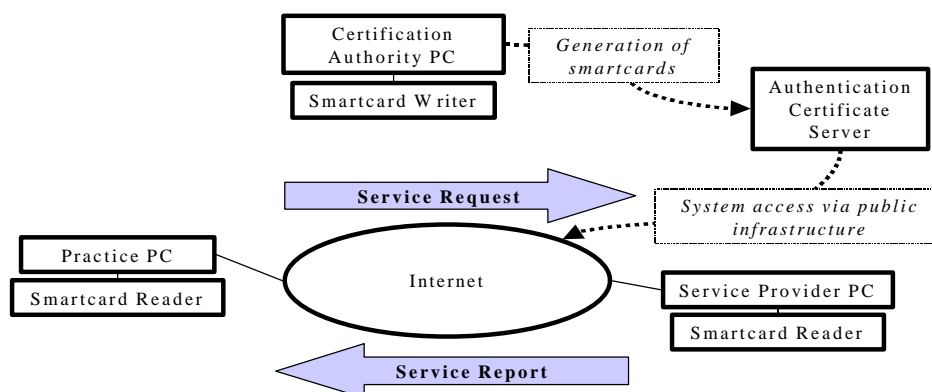 Certification
Authority PC
Smartcard Writer
Generation of
smartcards
Authentication
Certificate
Server
Service Request
System access via public
infrastructure
Practice PC
Smartcard Reader
Internet
Service Provider PC
Smartcard Reader
Service Report